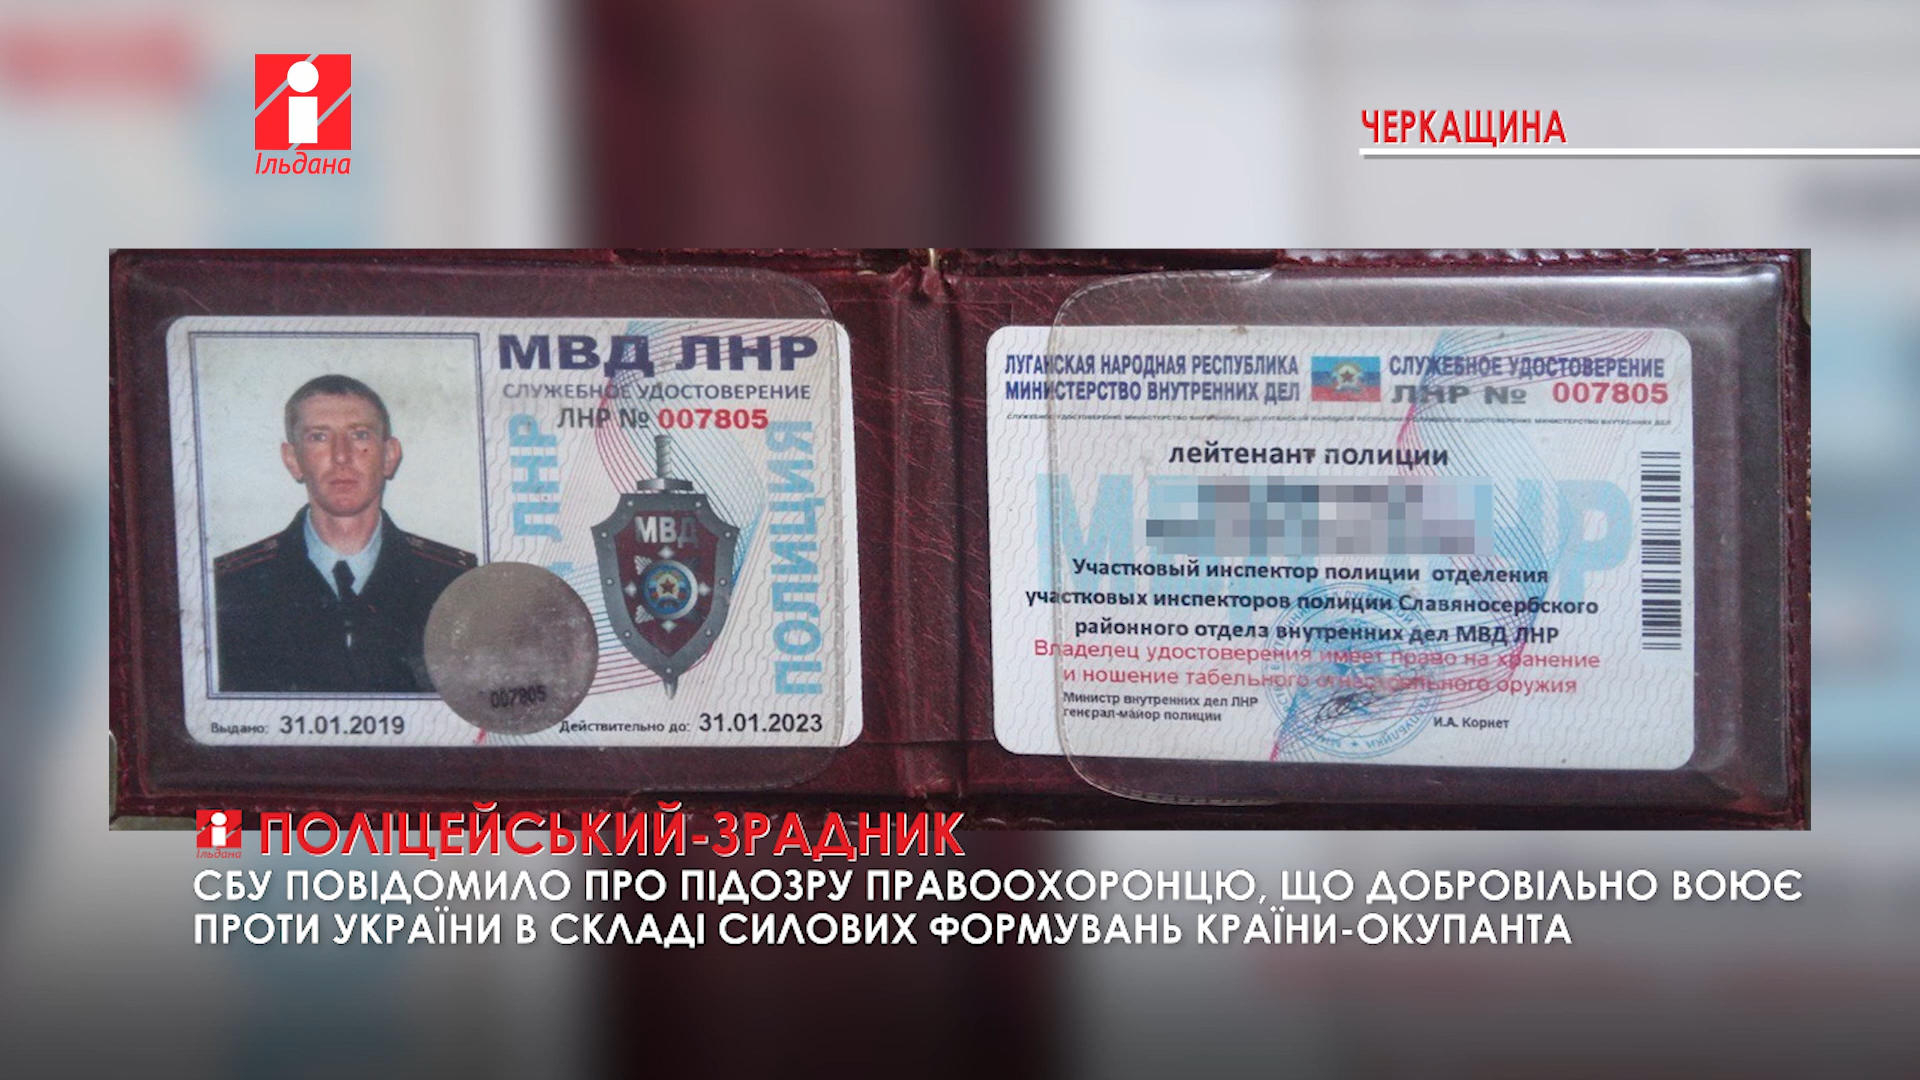 Ільдана
ЧЕРКАЩИНА
МВД ЛНР
СЛУЖЕБНОЕ УДОСТОВЕРЕНИЕ
ЛНР № 007805
ЛНР
ПОЛИЦИЯ
МВД
007805
Выдано: 31.01.2019
Действительно до: 31.01.2023
ЛУГАНСКАЯ НАРОДНАЯ РЕСПУБЛИКА
МИНИСТЕРСТВО ВНУТРЕННИХ ДЕЛ
СЛУЖЕБНОЕ УДОСТОВЕРЕНИЕ
ЛНР № 007805
лейтенант полиции
Участковый инспектор полиции отделения
участковых инспекторов полиции Славяносербского
районного отдела внутренних дел МВД ЛНР
Владелец удостоверения имеет право на хранение
и ношение табельного огнестрельного оружия
Министр внутренних дел ЛНР
генерал-майор полиции
И.А. Корнет
Ільдана
ПОЛІЦЕЙСЬКИЙ-ЗРАДНИК
СБУ ПОВІДОМИЛО ПРО ПІДОЗРУ ПРАВООХОРОНЦЮ, ЩО ДОБРОВІЛЬНО ВОЮЄ
ПРОТИ УКРАЇНИ В СКЛАДІ СИЛОВИХ ФОРМУВАНЬ КРАЇНИ-ОКУПАНТА